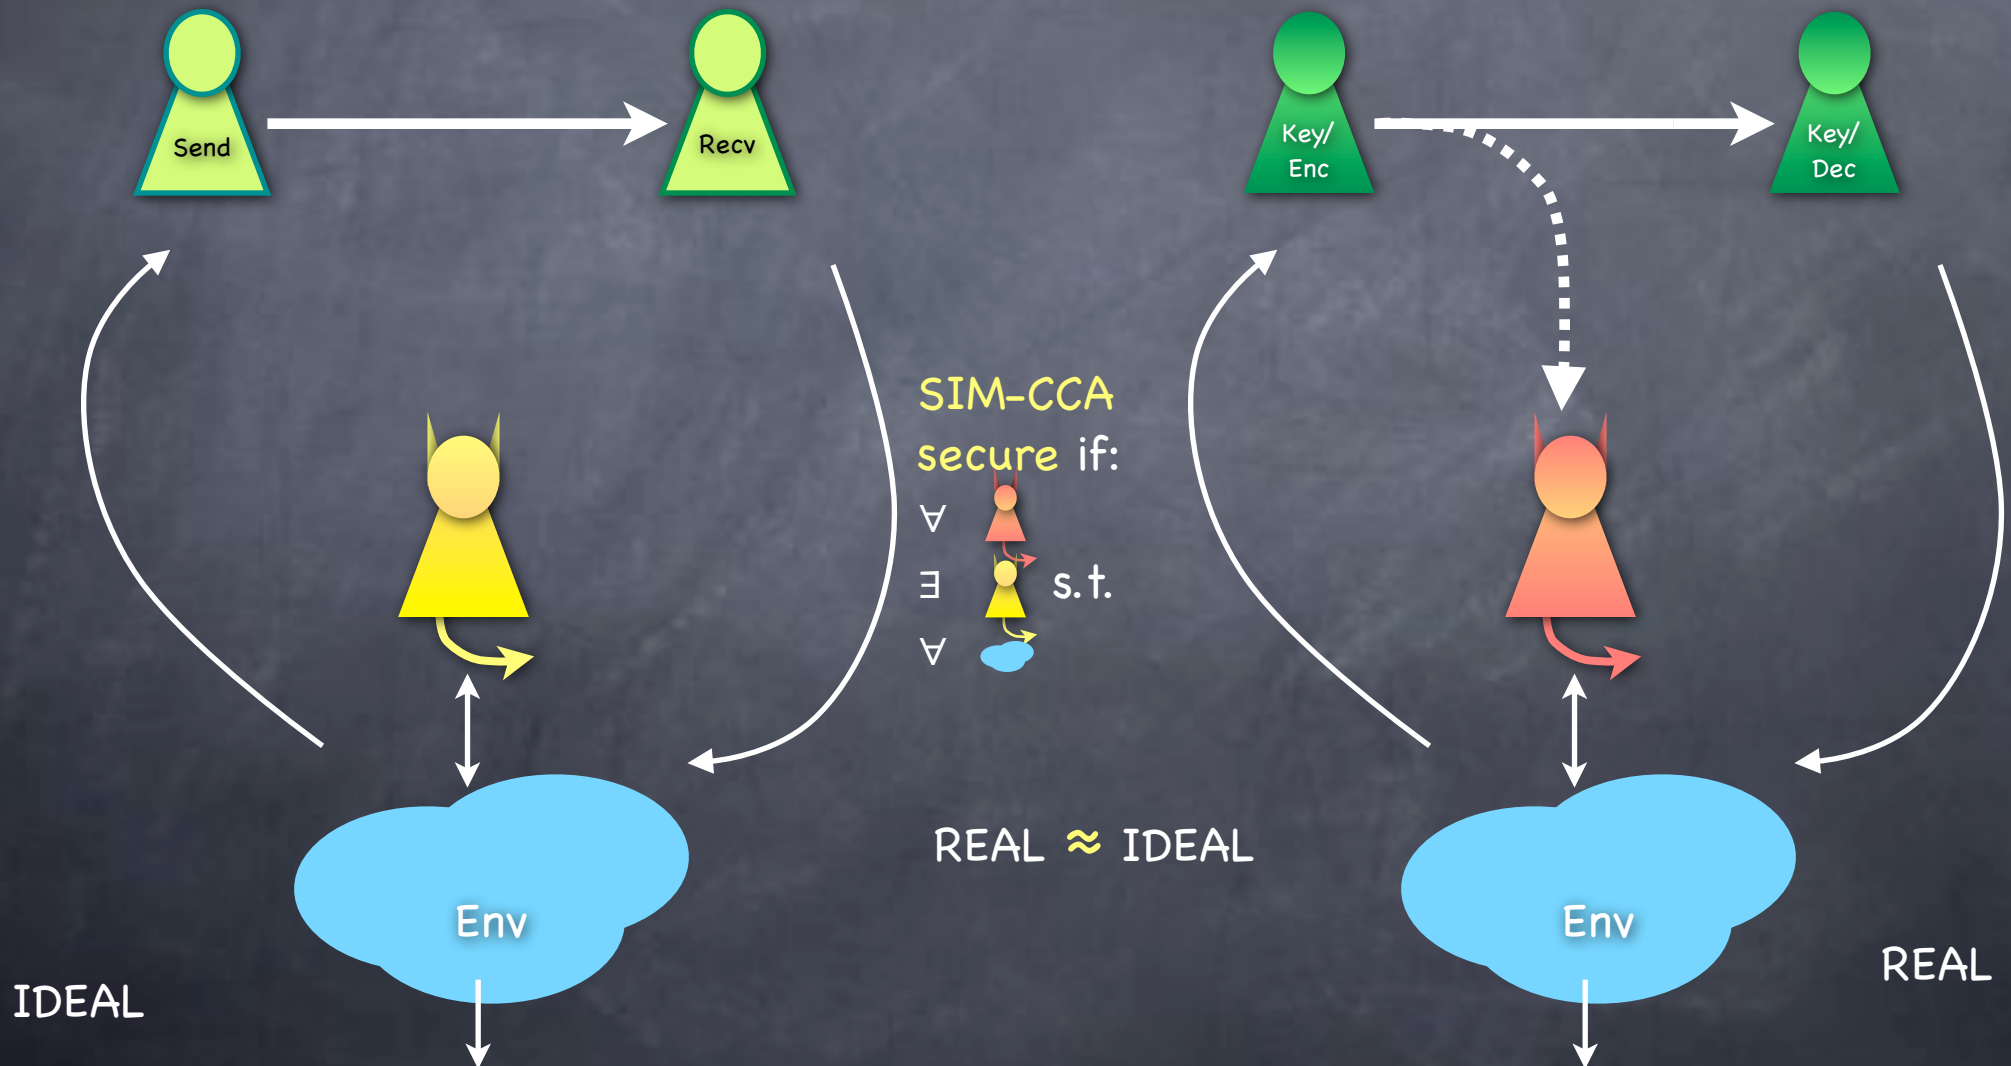 Send
Recv
Key/
Enc
Key/
Dec
SIM-CCA
secure if:
∀
∃ s.t.
∀
REAL ≈ IDEAL
Env
Env
IDEAL
REAL